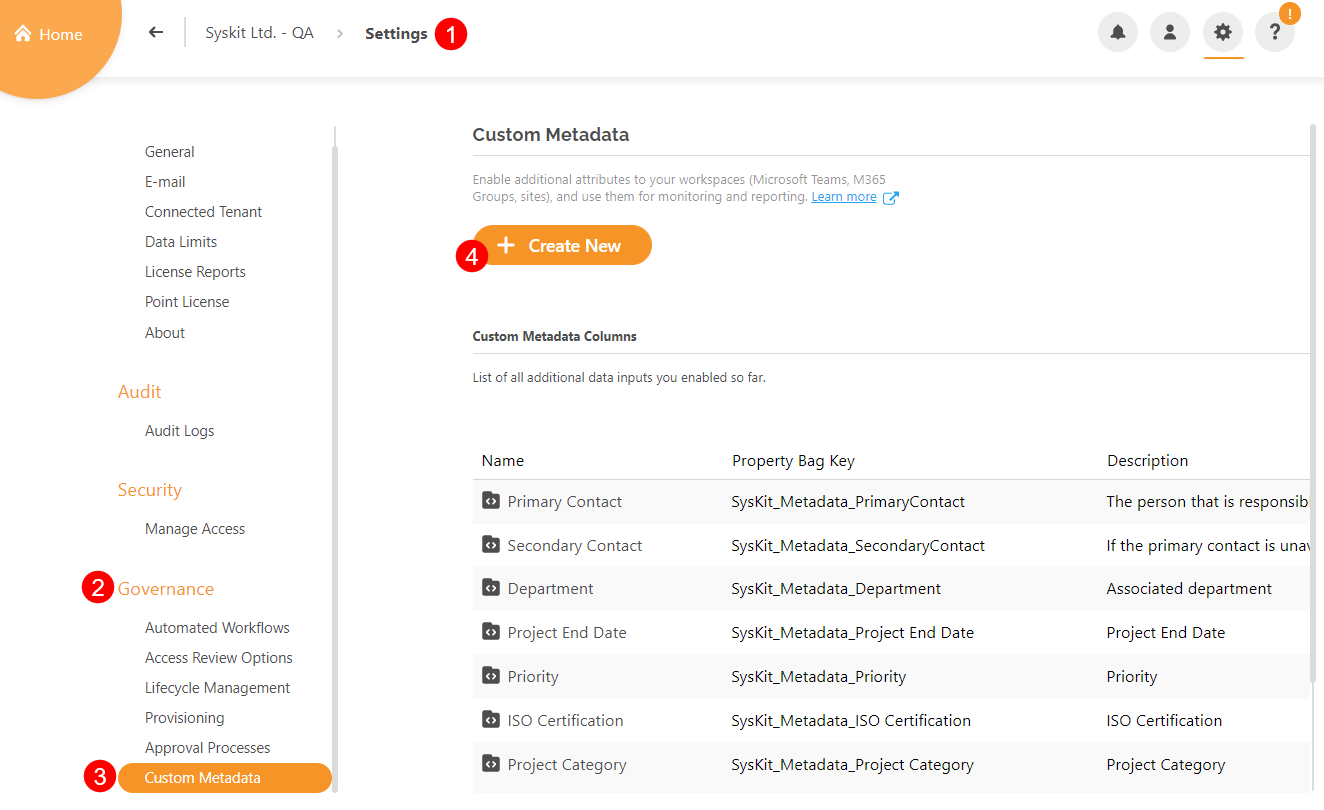 Home
Syskit Ltd. - QA
Settings
1
!
?
General
E-mail
Connected Tenant
Data Limits
License Reports
Point License
About
Audit
Audit Logs
Security
Manage Access
2 Governance
Automated Workflows
Access Review Options
Lifecycle Management
Provisioning
Approval Processes
3 Custom Metadata
Custom Metadata
Enable additional attributes to your workspaces (Microsoft Teams, M365
Groups, sites), and use them for monitoring and reporting. Learn more
4 + Create New
Custom Metadata Columns
List of all additional data inputs you enabled so far.
Name Property Bag Key Description
Primary Contact SysKit_Metadata_PrimaryContact The person that is responsib
Secondary Contact SysKit_Metadata_SecondaryContact If the primary contact is unav
Department SysKit_Metadata_Department Associated department
Project End Date SysKit_Metadata_Project End Date Project End Date
Priority SysKit_Metadata_Priority Priority
ISO Certification SysKit_Metadata_ISO Certification ISO Certification
Project Category SysKit_Metadata_Project Category Project Category